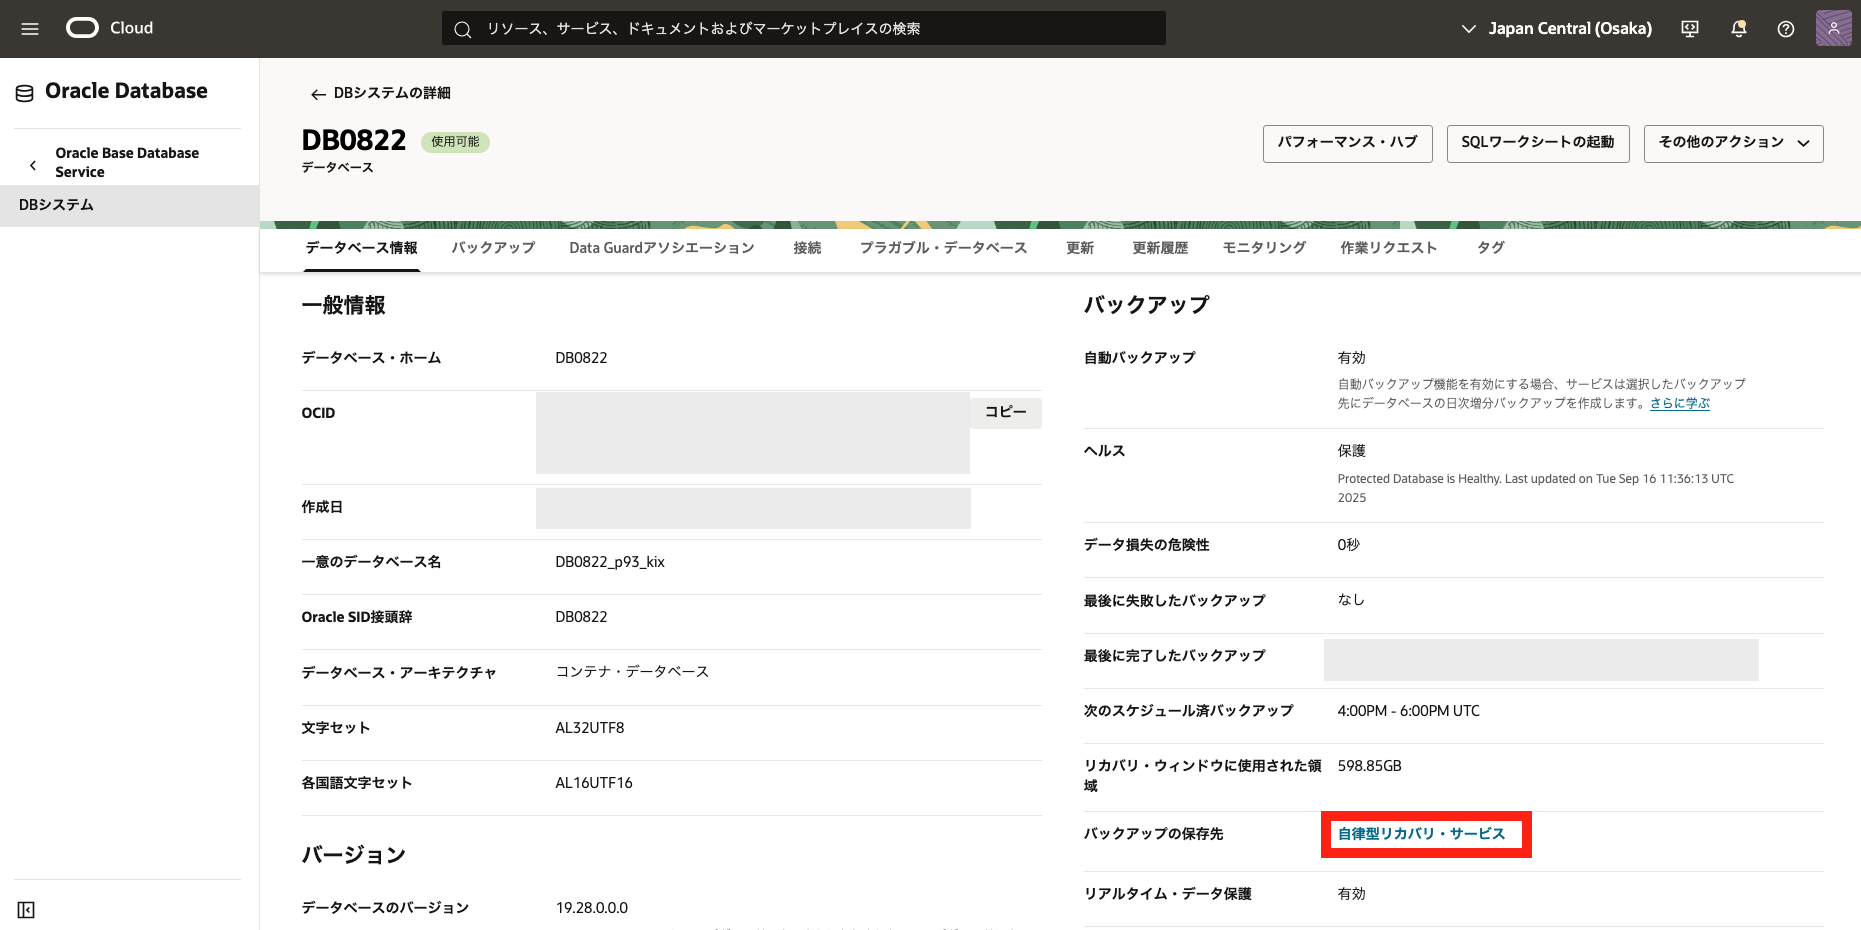 Cloud
リソース、サービス、ドキュメントおよびマーケットプレイスの検索
Japan Central (Osaka)
Oracle Database
Oracle Base Database
Service
DBシステム
DBシステムの詳細
DB0822
使用可能
データベース
パフォーマンス・ハブ
SQLワークシートの起動
その他のアクション
データベース情報
バックアップ
Data Guardアソシエーション
接続
プラガブル・データベース
更新
更新履歴
モニタリング
作業リクエスト
タグ
一般情報
データベース・ホーム
DB0822
OCID
コピー
作成日
一意のデータベース名
DB0822_p93_kix
Oracle SID接頭辞
DB0822
データベース・アーキテクチャ
コンテナ・データベース
文字セット
AL32UTF8
各国語文字セット
AL16UTF16
バージョン
データベースのバージョン
19.28.0.0.0
バックアップ
自動バックアップ
有効
自動バックアップ機能を有効にする場合、サービスは選択したバックアップ
先にデータベースの日次増分バックアップを作成します。さらに学ぶ
ヘルス
保護
Protected Database is Healthy. Last updated on Tue Sep 16 11:36:13 UTC
2025
データ損失の危険性
0秒
最後に失敗したバックアップ
なし
最後に完了したバックアップ
次のスケジュール済バックアップ
4:00PM - 6:00PM UTC
リカバリ・ウィンドウに使用された領
域
598.85GB
バックアップの保存先
自律型リカバリ・サービス
リアルタイム・データ保護
有効